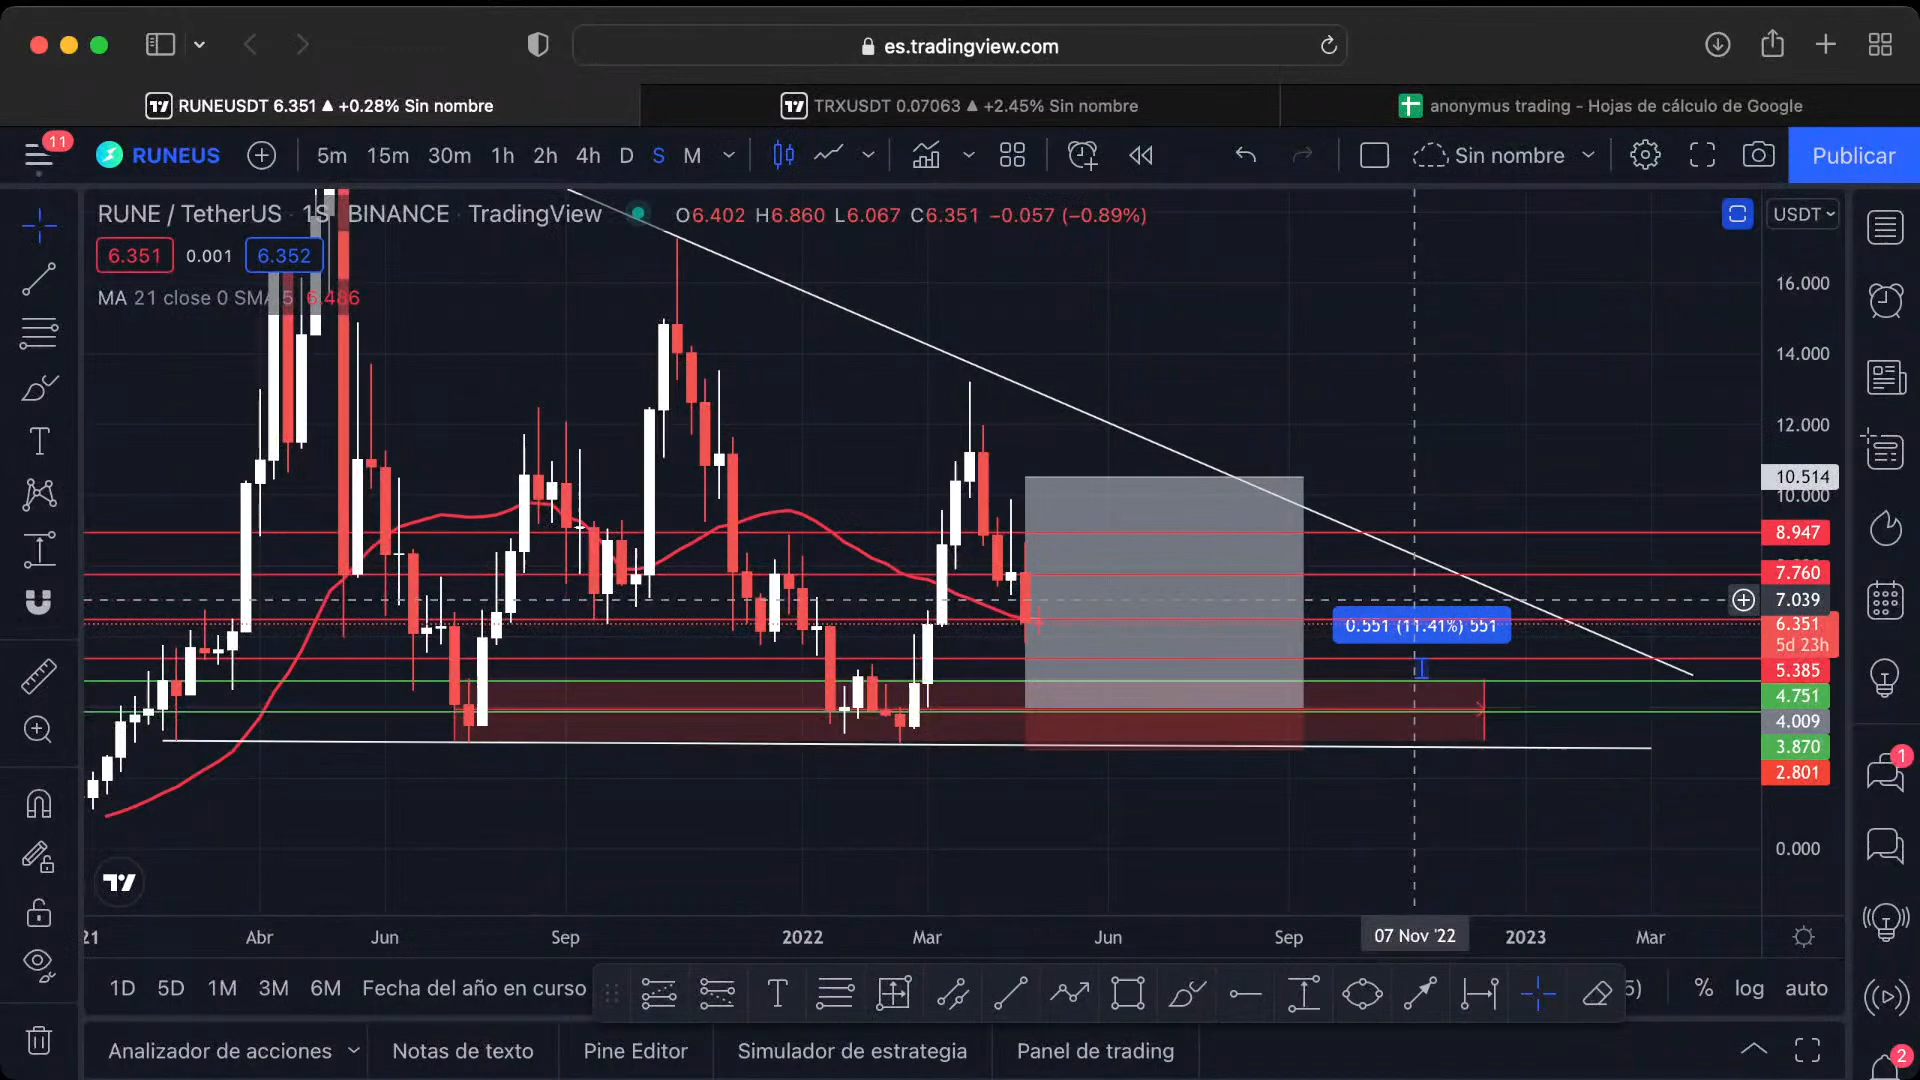 es.tradingview.com
RUNEUSDT 6.351 ▲ +0.28% Sin nombre
TRXUSDT 0.07063 ▲ +2.45% Sin nombre
anonymus trading - Hojas de cálculo de Google
11
RUNEUS
5m 15m 30m 1h 2h 4h D S M
Sin nombre
Publicar
RUNE / TetherUS · 1S · BINANCE · TradingView
O6.402 H6.860 L6.067 C6.351 −0.057 (−0.89%)
USDT
6.351 0.001 6.352
MA 21 close 0 SMA 5 6.486
16.000
14.000
12.000
10.514
10.000
8.947
7.760
7.039
6.351
5d 23h
0.551 (11.41%) 551
5.385
4.751
4.009
3.870
2.801
0.000
1
21 Abr Jun Sep 2022 Mar Jun Sep 07 Nov '22 2023 Mar
1D 5D 1M 3M 6M Fecha del año en curso
T
5) % log auto
Analizador de acciones Notas de texto Pine Editor Simulador de estrategia Panel de trading
2